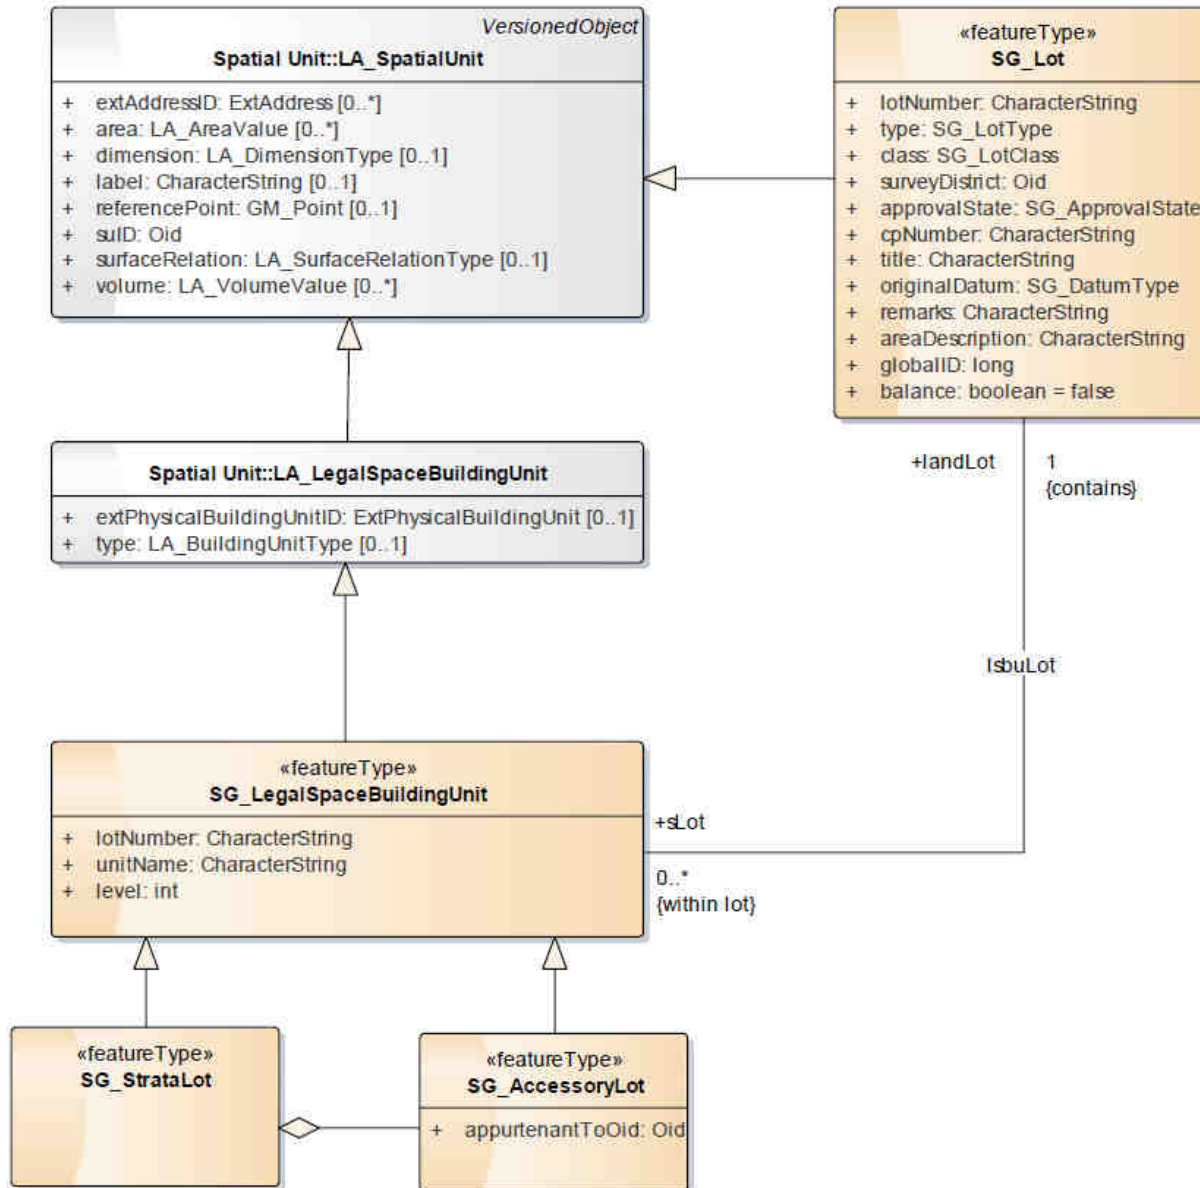 VersionedObject
Spatial Unit::LA_SpatialUnit
+ extAddressID: ExtAddress [0..*]
+ area: LA_AreaValue [0..*]
+ dimension: LA_DimensionType [0..1]
+ label: CharacterString [0..1]
+ referencePoint: GM_Point [0..1]
+ suID: Oid
+ surfaceRelation: LA_SurfaceRelationType [0..1]
+ volume: LA_VolumeValue [0..*]
«featureType»
SG_Lot
+ lotNumber: CharacterString
+ type: SG_LotType
+ class: SG_LotClass
+ surveyDistrict: Oid
+ approvalState: SG_ApprovalState
+ cpNumber: CharacterString
+ title: CharacterString
+ originalDatum: SG_DatumType
+ remarks: CharacterString
+ areaDescription: CharacterString
+ globalID: long
+ balance: boolean = false
Spatial Unit::LA_LegalSpaceBuildingUnit
+ extPhysicalBuildingUnitID: ExtPhysicalBuildingUnit [0..1]
+ type: LA_BuildingUnitType [0..1]
+landLot 1
{contains}
lsbuLot
«featureType»
SG_LegalSpaceBuildingUnit
+ lotNumber: CharacterString
+ unitName: CharacterString
+ level: int
+sLot
0..*
{within lot}
«featureType»
SG_StrataLot
«featureType»
SG_AccessoryLot
+ appurtenantToOid: Oid